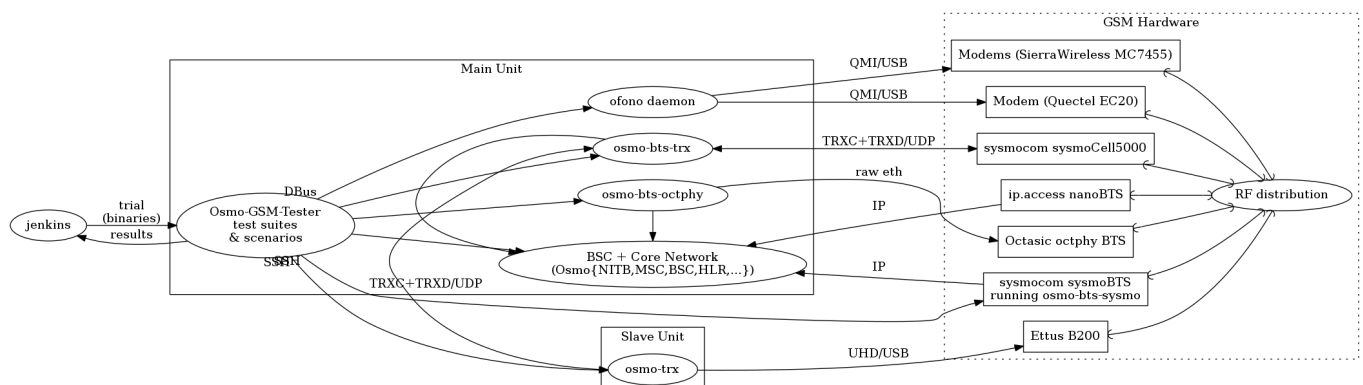 GSM Hardware
Main Unit
Modems (SierraWireless MC7455)
QMI/USB
ofono daemon
QMI/USB
Modem (Quectel EC20)
osmo-bts-trx
TRXC+TRXD/UDP
sysmocom sysmoCell5000
raw eth
DBus
osmo-bts-octphy
IP
ip.access nanoBTS
RF distribution
jenkins
trial
(binaries)
results
Osmo-GSM-Tester
test suites
& scenarios
SSH
SSH
Octasic octphy BTS
BSC + Core Network
(Osmo{NITB,MSC,BSC,HLR,...})
IP
TRXC+TRXD/UDP
sysmocom sysmoBTS
running osmo-bts-sysmo
Slave Unit
Ettus B200
osmo-trx
UHD/USB